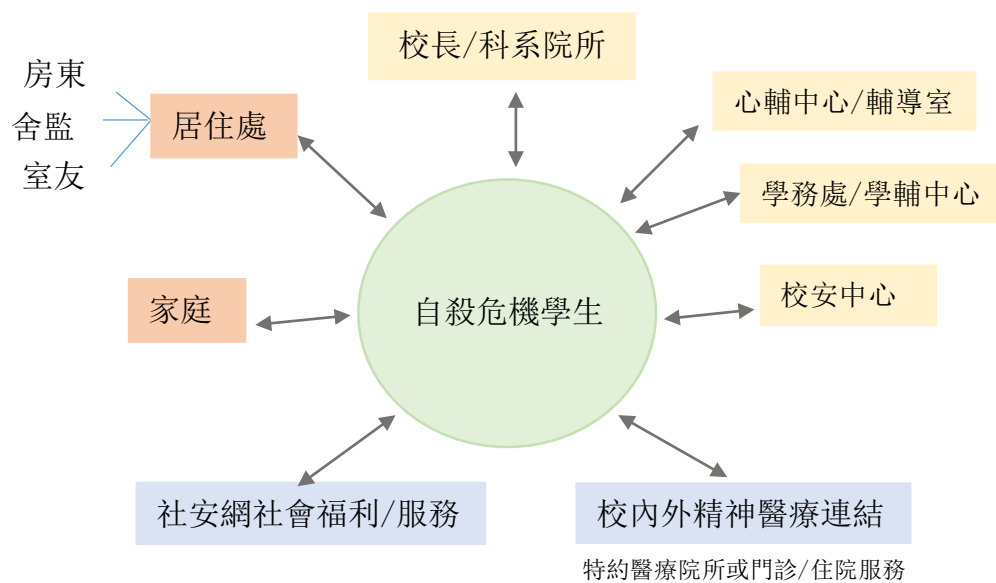 校長/科系院所
房東
舍監
室友
居住處
心輔中心/輔導室
學務處/學輔中心
家庭
自殺危機學生
校安中心
社安網社會福利/服務
校內外精神醫療連結
特約醫療院所或門診/住院服務